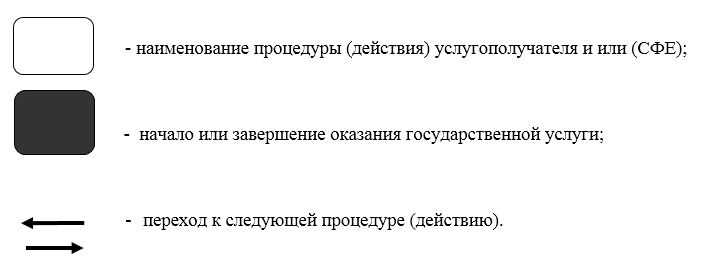 - наименование процедуры (действия) услугополучателя и или (СФЕ);
- начало или завершение оказания государственной услуги;
- переход к следующей процедуре (действию).